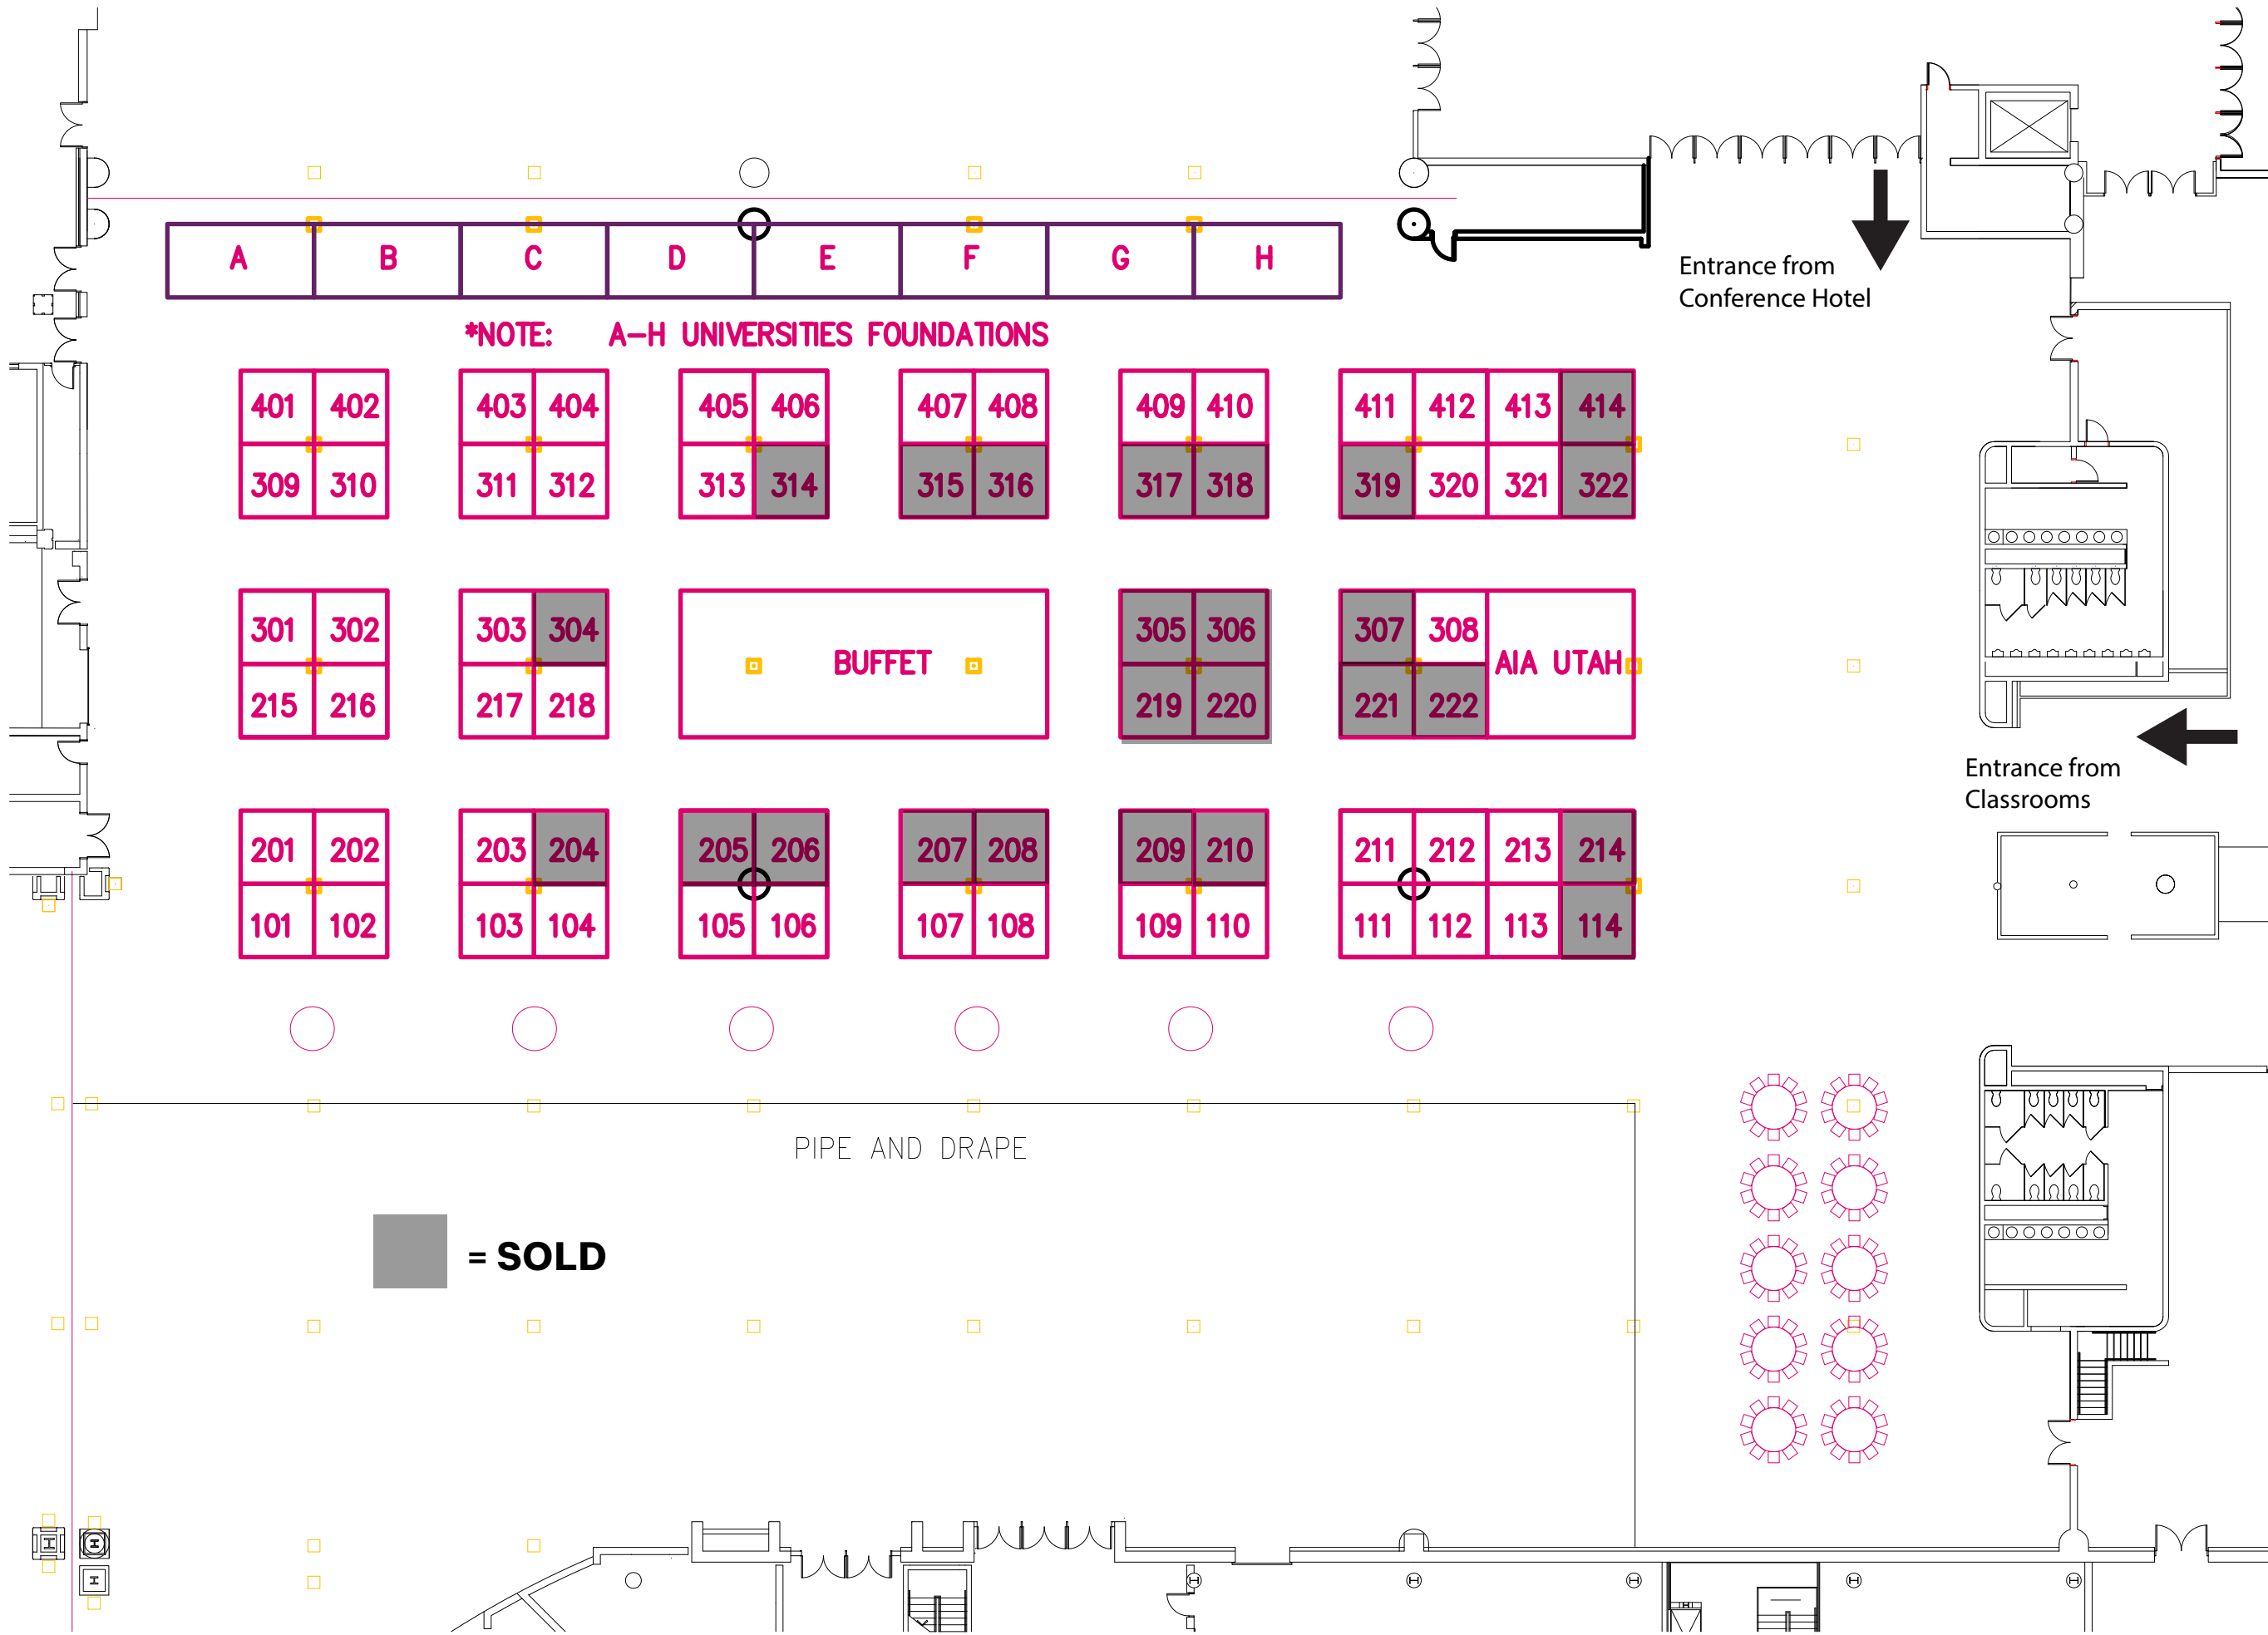 A B C D E F G H
Entrance from
Conference Hotel
*NOTE: A-H UNIVERSITIES FOUNDATIONS
401 402 403 404 405 406 407 408 409 410 411 412 413 414
309 310 311 312 313 314 315 316 317 318 319 320 321 322
301 302 303 304 305 306 307 308
BUFFET AIA UTAH
215 216 217 218 219 220 221 222
Entrance from
Classrooms
201 202 203 204 205 206 207 208 209 210 211 212 213 214
101 102 103 104 105 106 107 108 109 110 111 112 113 114
PIPE AND DRAPE
= SOLD
H H
H H H H H H
H